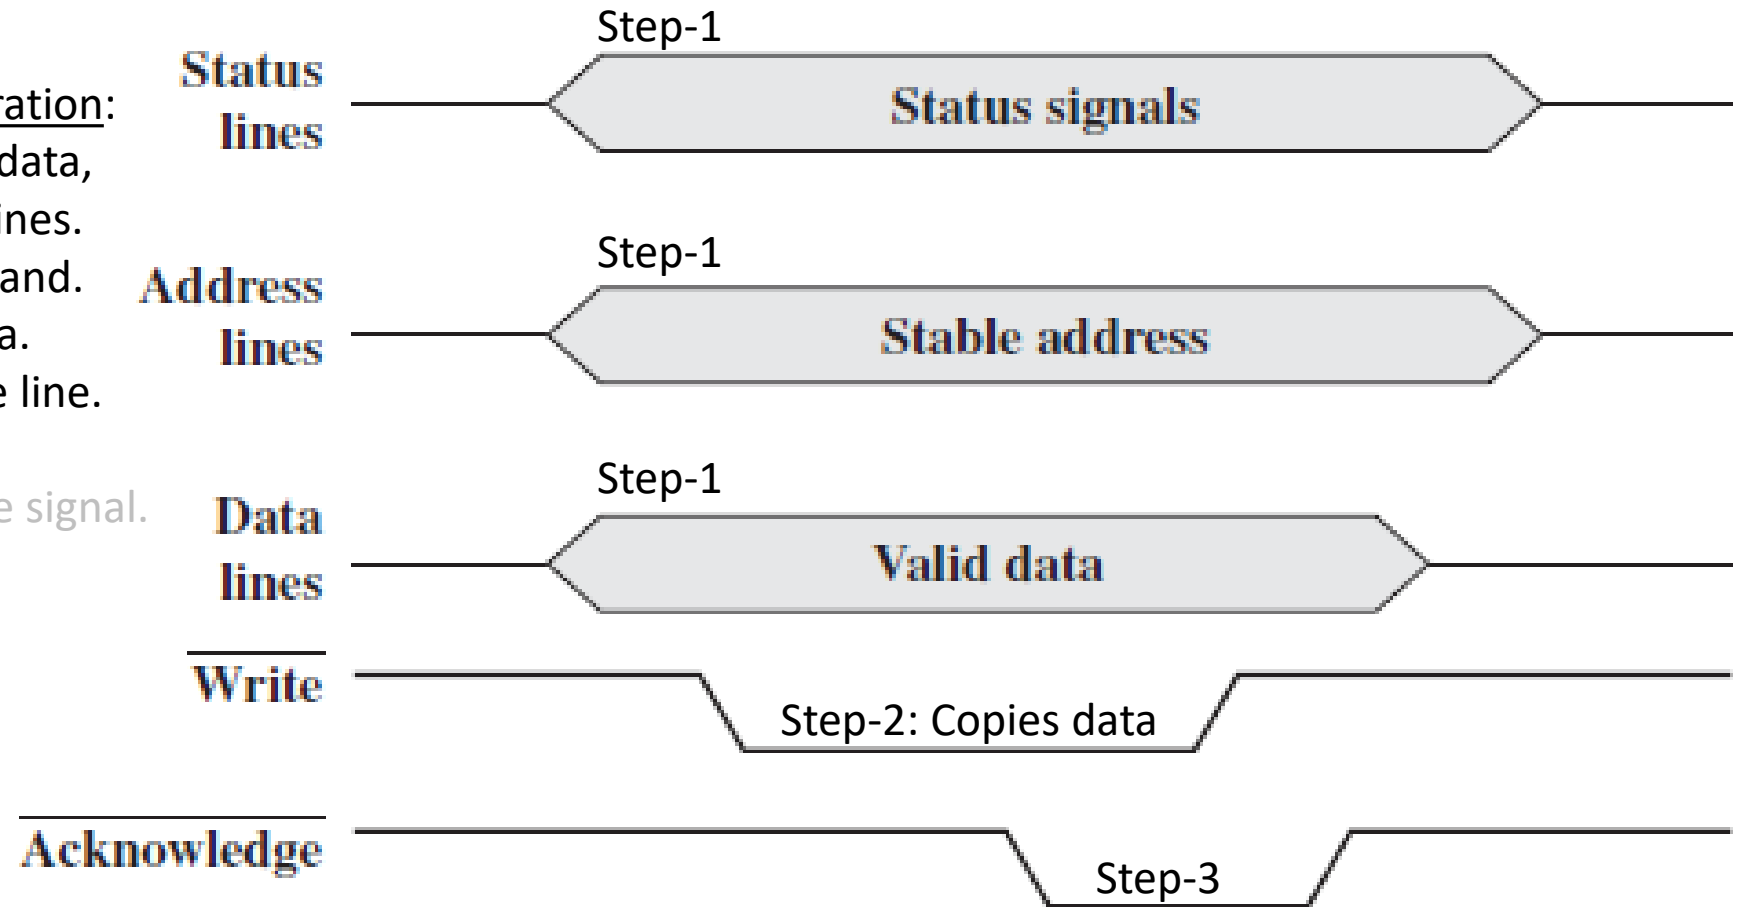 ration:
data,
ines.
and.
a.
e line.
e signal.
Step-1
Status
lines
Status signals
Step-1
Address
lines
Stable address
Step-1
Data
lines
Valid data
Write
Step-2: Copies data
Acknowledge
Step-3